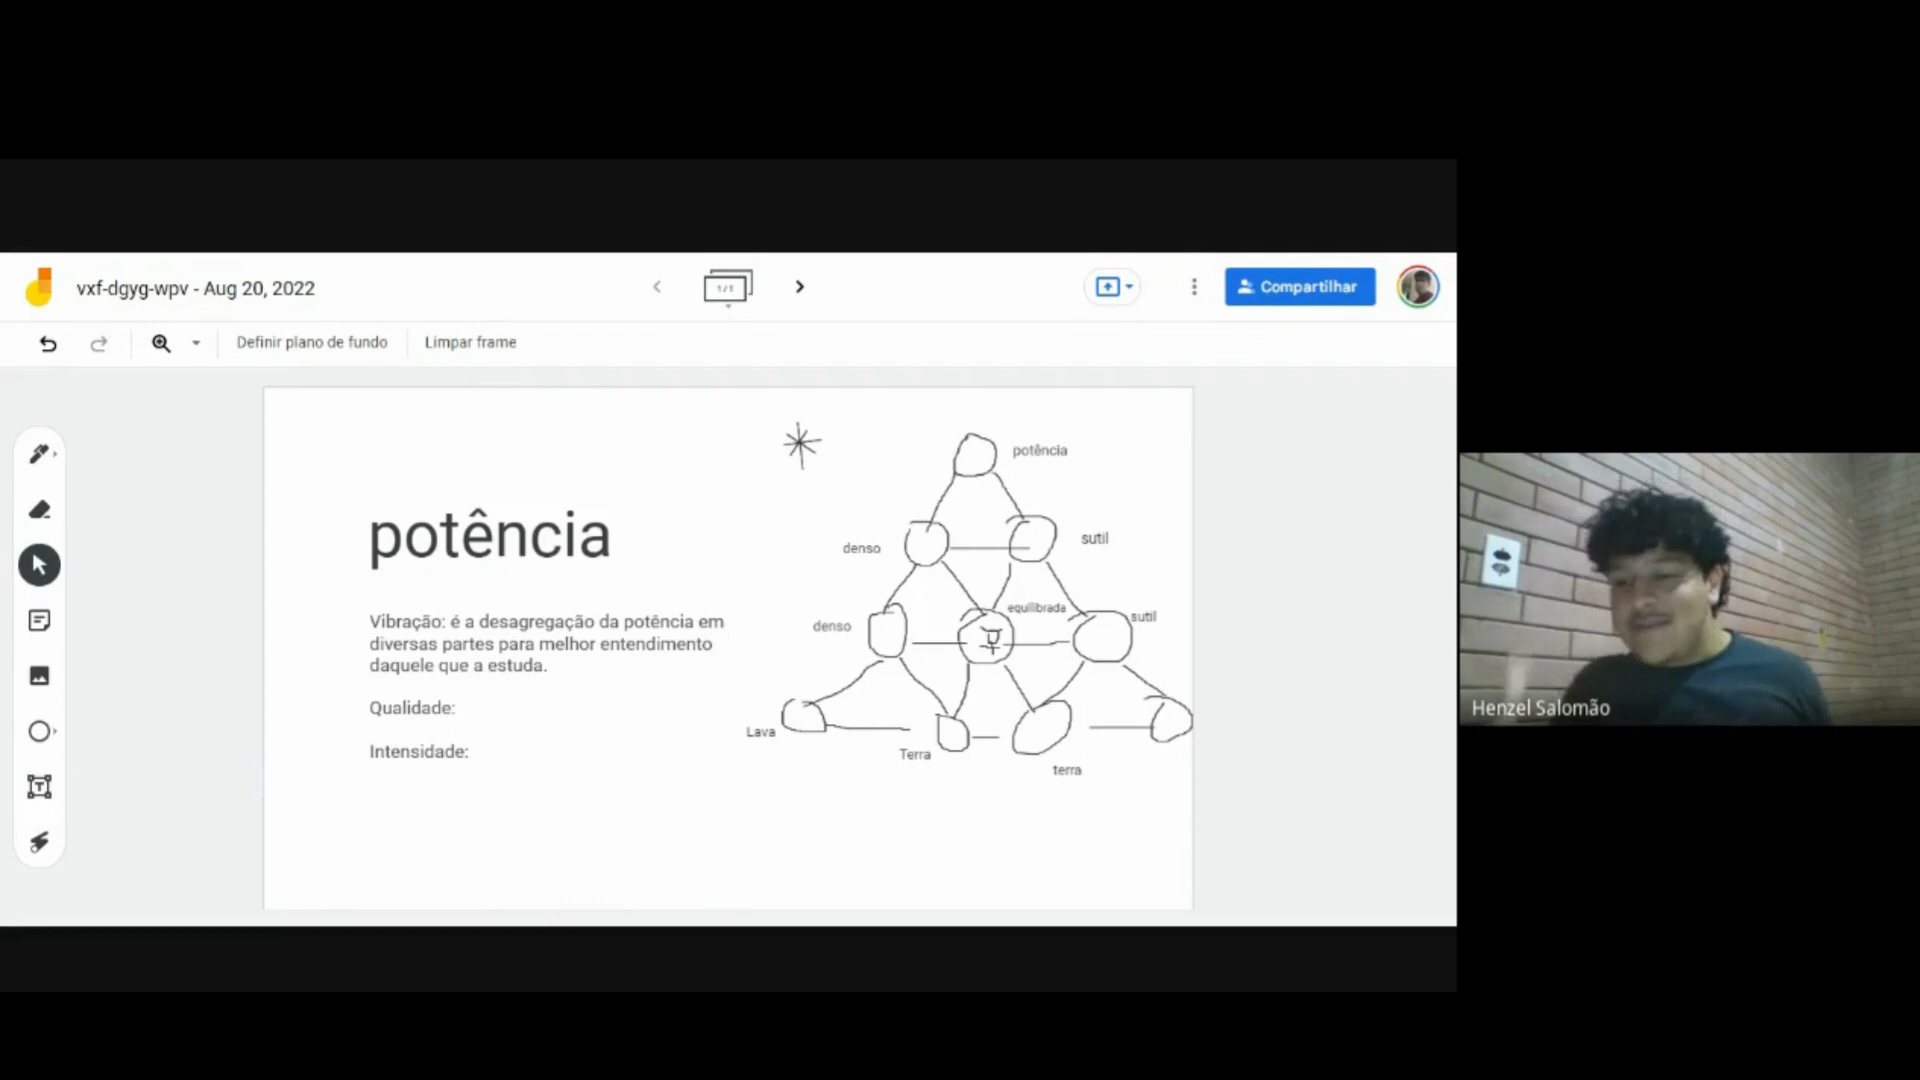 vxf-dgyg-wpv - Aug 20, 2022
1/1
Compartilhar
Definir plano de fundo
Limpar frame
potência
potência
denso
sutil
Vibração: é a desagregação da potência em
diversas partes para melhor entendimento
daquele que a estuda.
Qualidade:
Intensidade:
equilibrada
denso
sutil
Lava
Terra
terra
Henzel Salomão